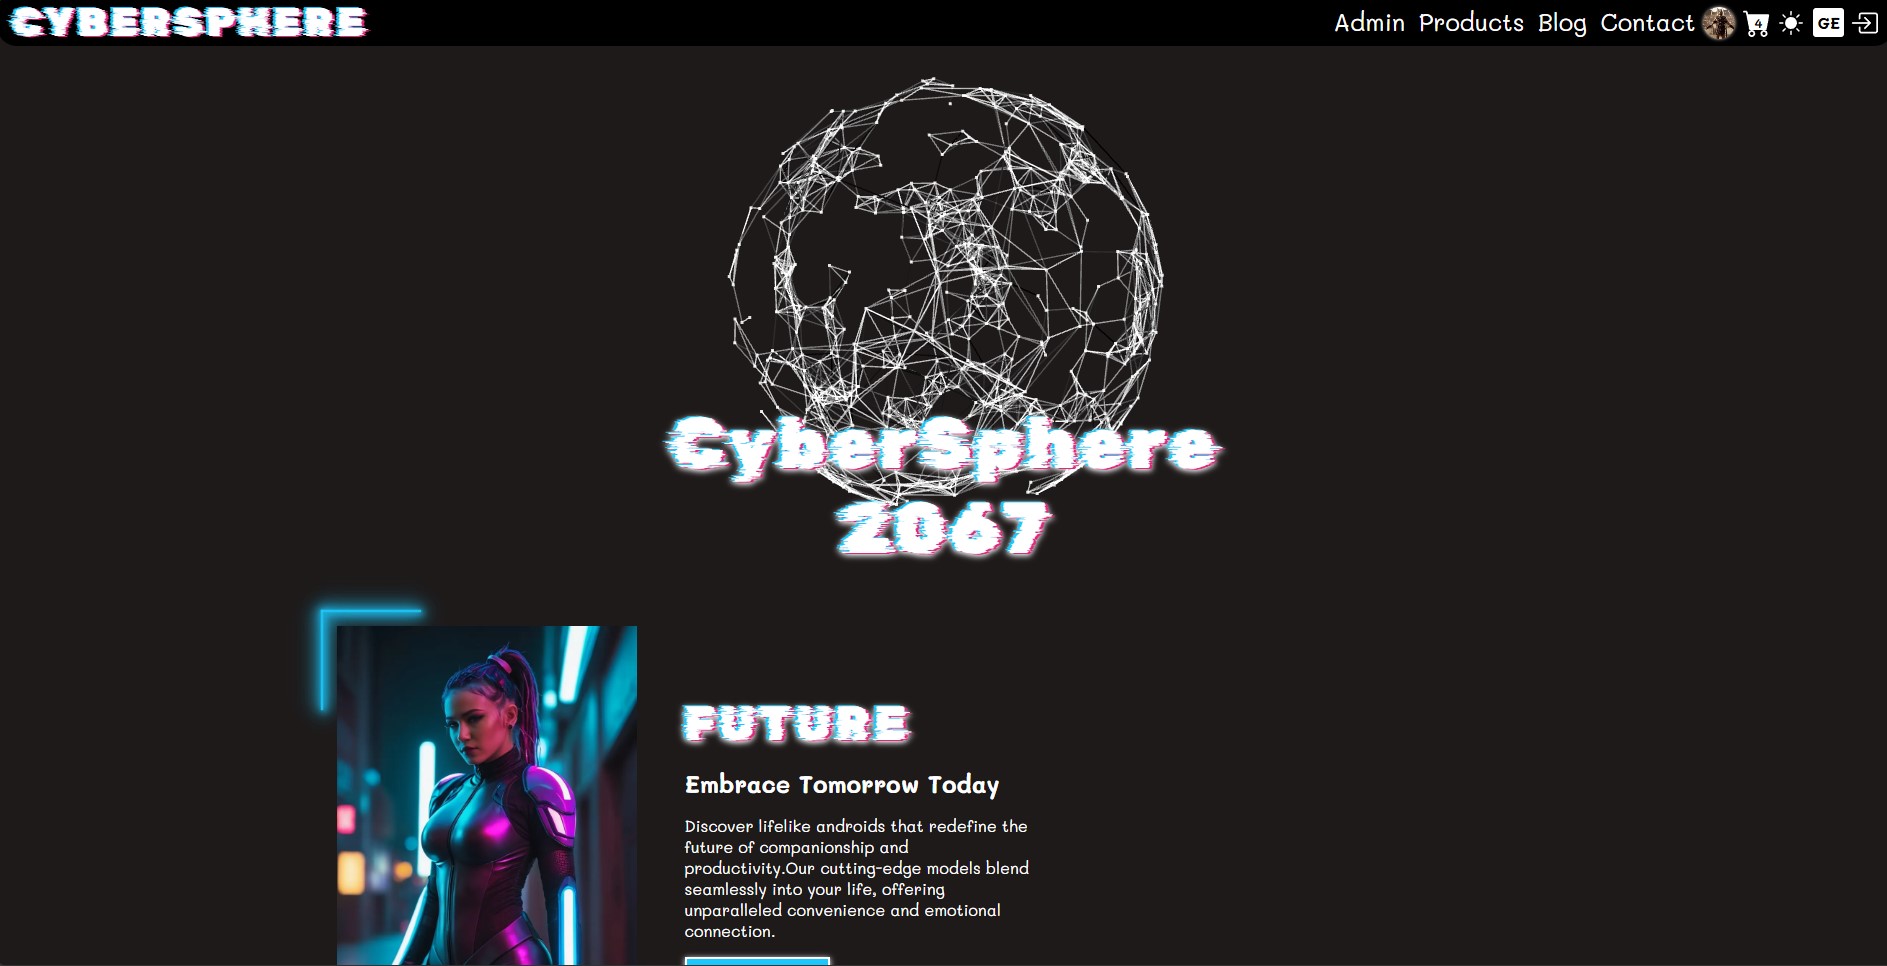 CYBERSPHERE
Admin Products Blog Contact 4 GE
CyberSphere
2067
FUTURE
Embrace Tomorrow Today
Discover lifelike androids that redefine the
future of companionship and
productivity.Our cutting-edge models blend
seamlessly into your life, offering
unparalleled convenience and emotional
connection.